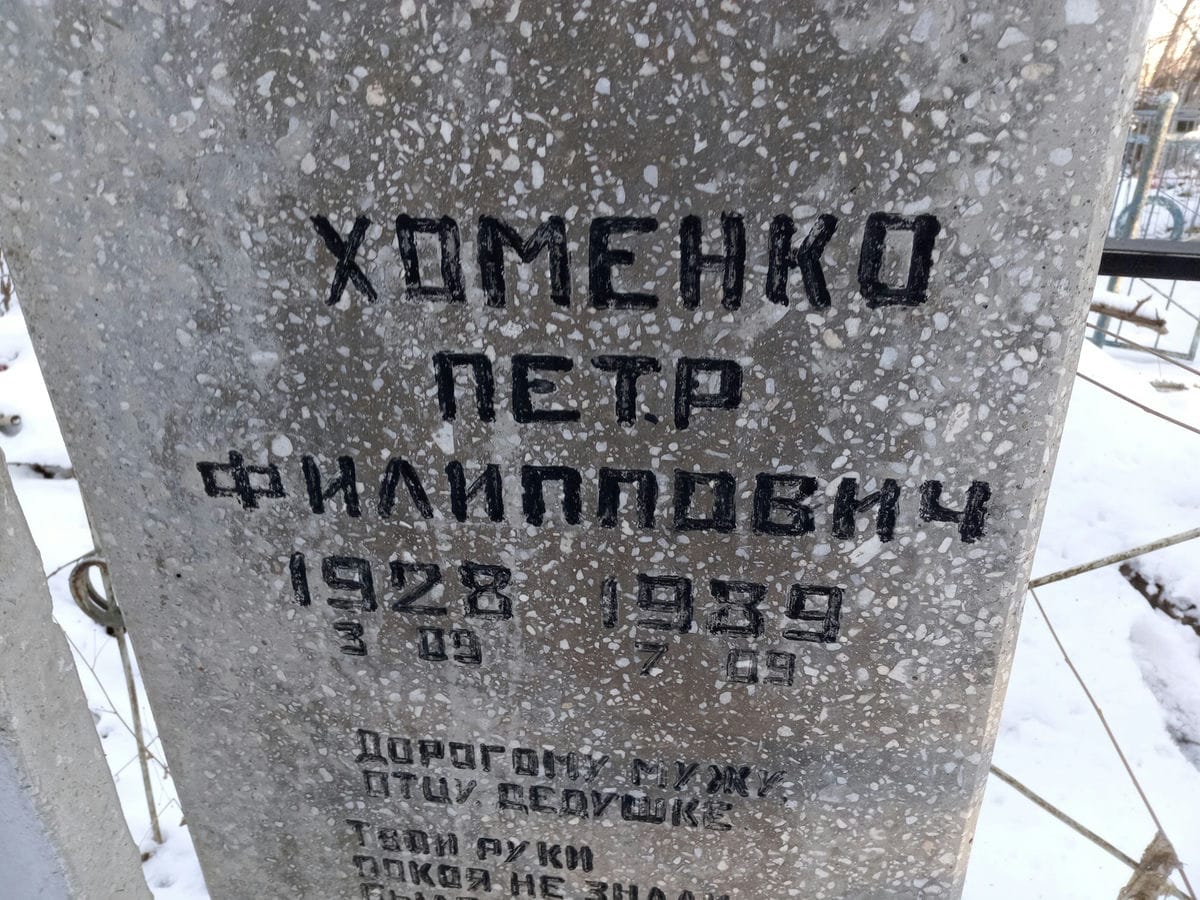 ХОМЕНКО
ПЕТР
ФИЛИППОВИЧ
1928 1989
3 09 7 09
ДОРОГОМУ МУЖУ,
ОТЦУ, ДЕДУШКЕ
ТВОИ РУКИ
ПОКОЯ НЕ ЗНАЛИ